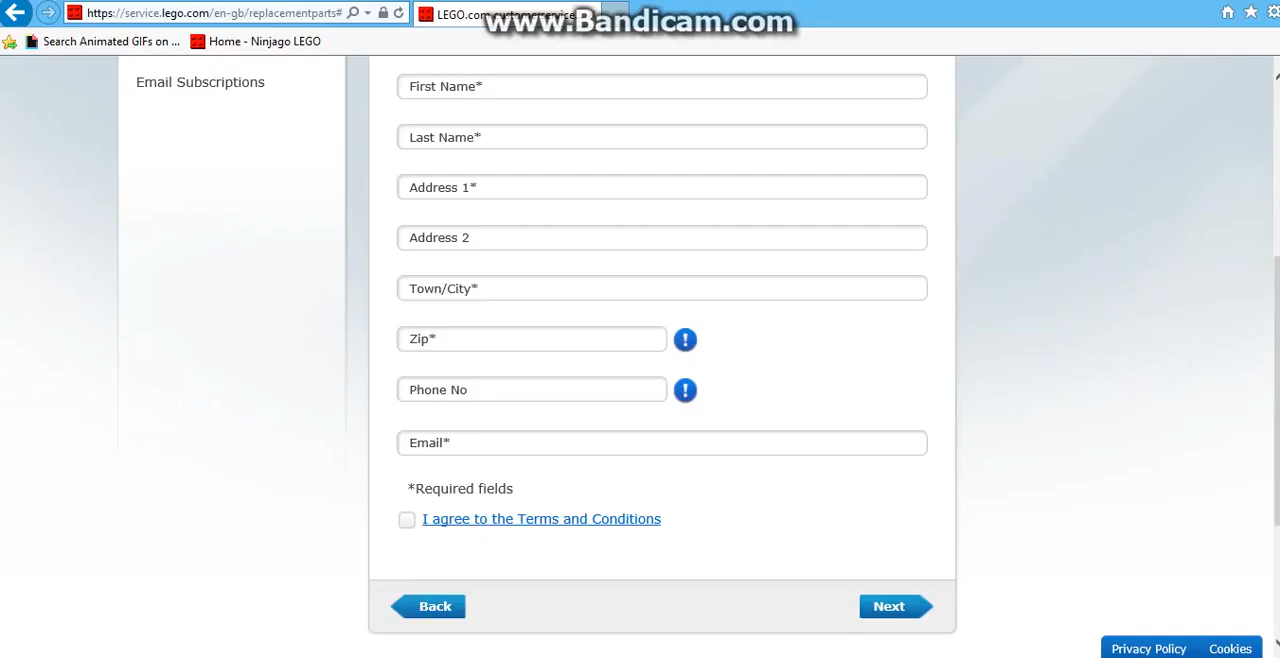 https://service.lego.com/en-gb/replacementparts#
LEGO.com customerservice
www.Bandicam.com
Search Animated GIFs on ...
Home - Ninjago LEGO
Email Subscriptions
First Name*
Last Name*
Address 1*
Address 2
Town/City*
Zip*
!
Phone No
!
Email*
*Required fields
I agree to the Terms and Conditions
Back
Next
Privacy Policy
Cookies